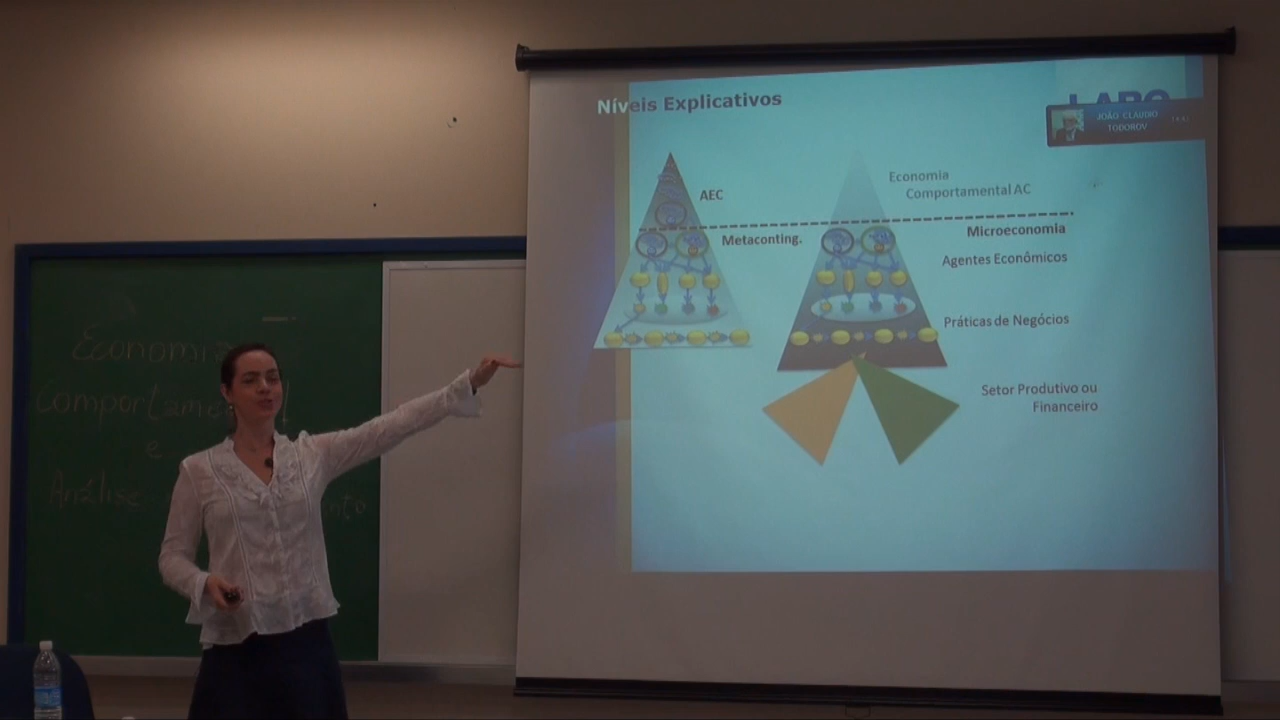 Níveis Explicativos
LABO
JOÃO CLAUDIO
TODOROV
AEC
Economia
Comportamental AC
Metaconting.
Microeconomia
Agentes Econômicos
Práticas de Negócios
Setor Produtivo ou
Financeiro
Economia
e
Análise